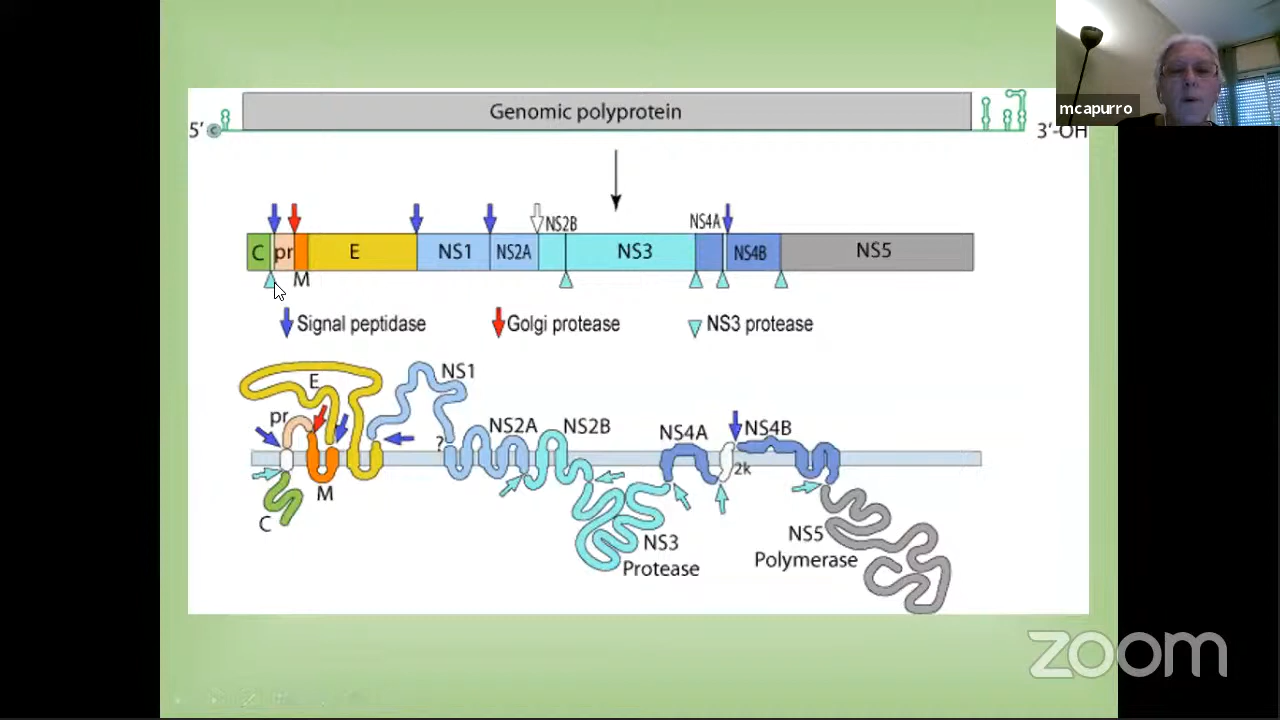 mcapurro
Genomic polyprotein
5’ C
3’-OH
NS2B
NS4A
C pr E NS1 NS2A NS3 NS4B NS5
M
Signal peptidase Golgi protease NS3 protease
E
NS1
pr
NS2A NS2B
NS4A NS4B
?
2k
M
C
NS5
Polymerase
NS3
Protease
zoom